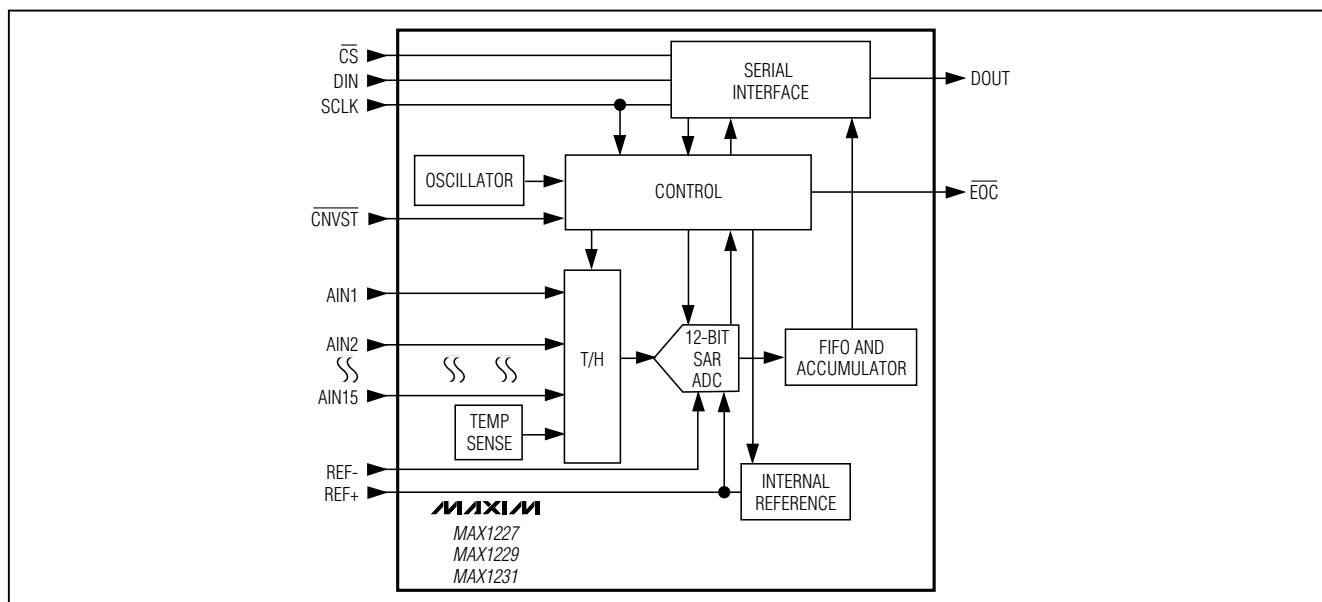 CS
DIN
SCLK
SERIAL
INTERFACE
DOUT
OSCILLATOR
CONTROL
EOC
CNVST
AIN1
AIN2
AIN15
T/H
12-BIT
SAR
ADC
FIFO AND
ACCUMULATOR
TEMP
SENSE
REF-
REF+
INTERNAL
REFERENCE
MAXIM
MAX1227
MAX1229
MAX1231